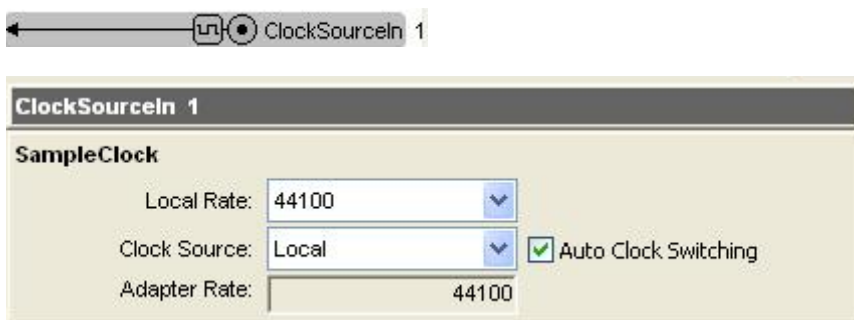 ClockSourceIn 1
ClockSourceIn 1
SampleClock
Local Rate: 44100
Clock Source: Local Auto Clock Switching
Adapter Rate: 44100